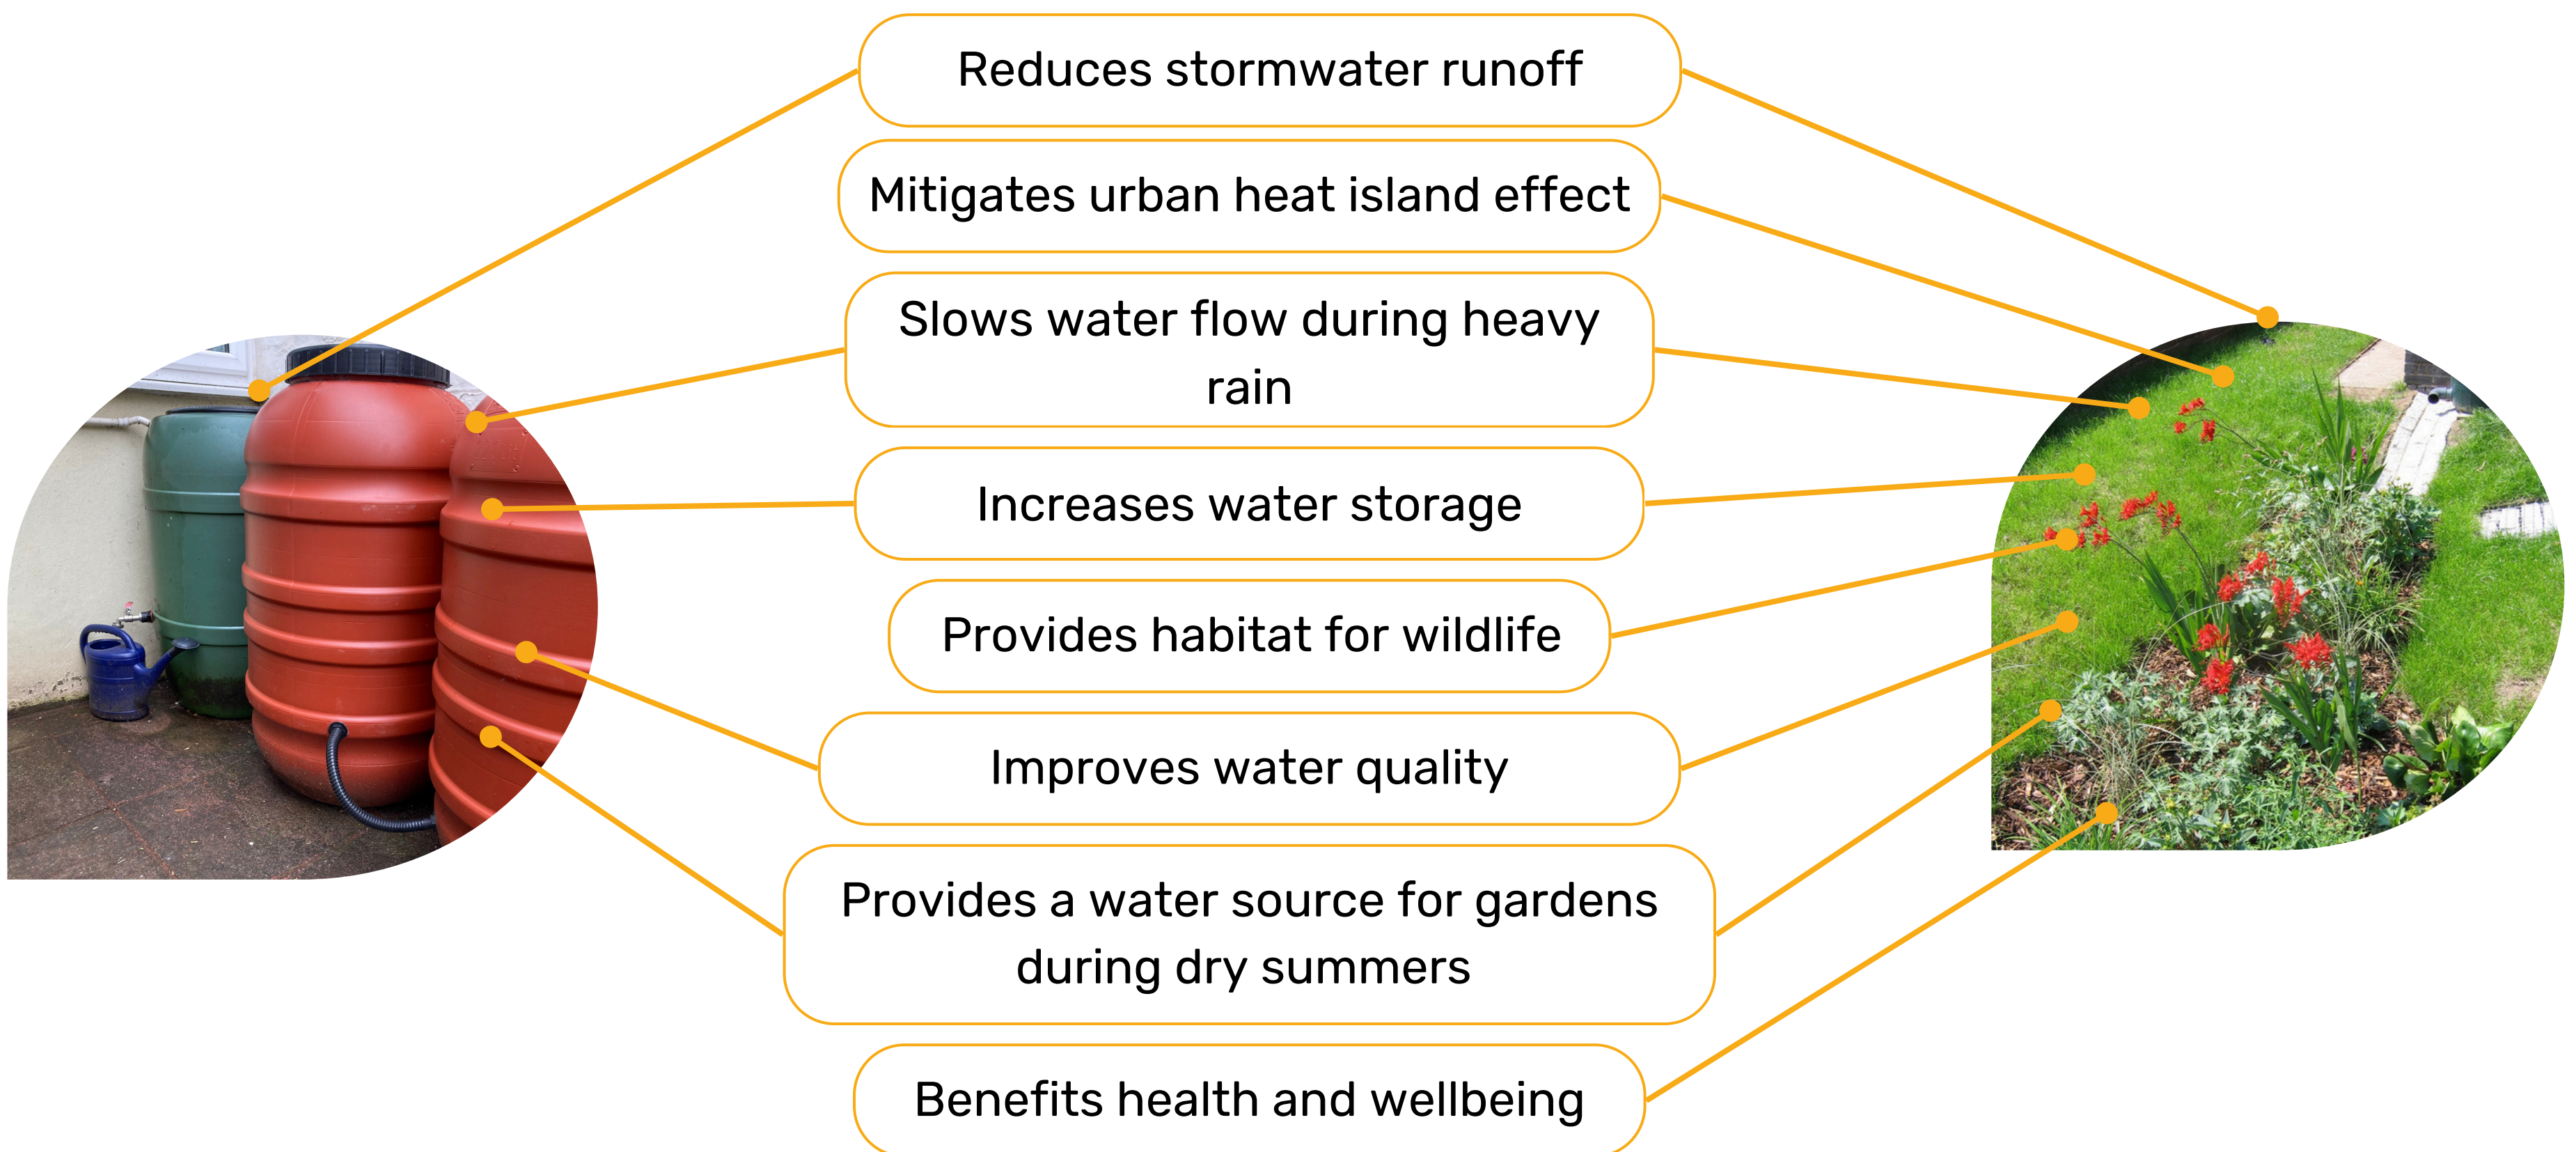 Reduces stormwater runoff
Mitigates urban heat island effect
Slows water flow during heavy
rain
Increases water storage
Provides habitat for wildlife
Improves water quality
Provides a water source for gardens
during dry summers
Benefits health and wellbeing